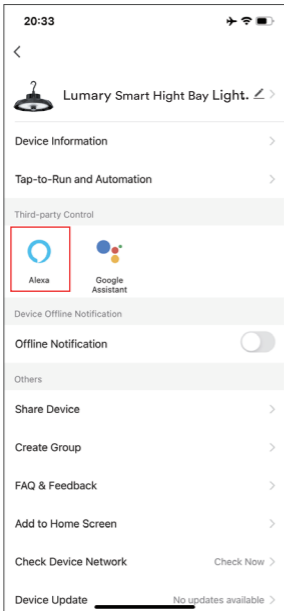 20:33
Lumary Smart Hight Bay Light.
Device Information
Tap-to-Run and Automation
Third-party Control
Alexa
Google
Assistant
Device Offline Notification
Offline Notification
Others
Share Device
Create Group
FAQ & Feedback
Add to Home Screen
Check Device Network Check Now
Device Update No updates available